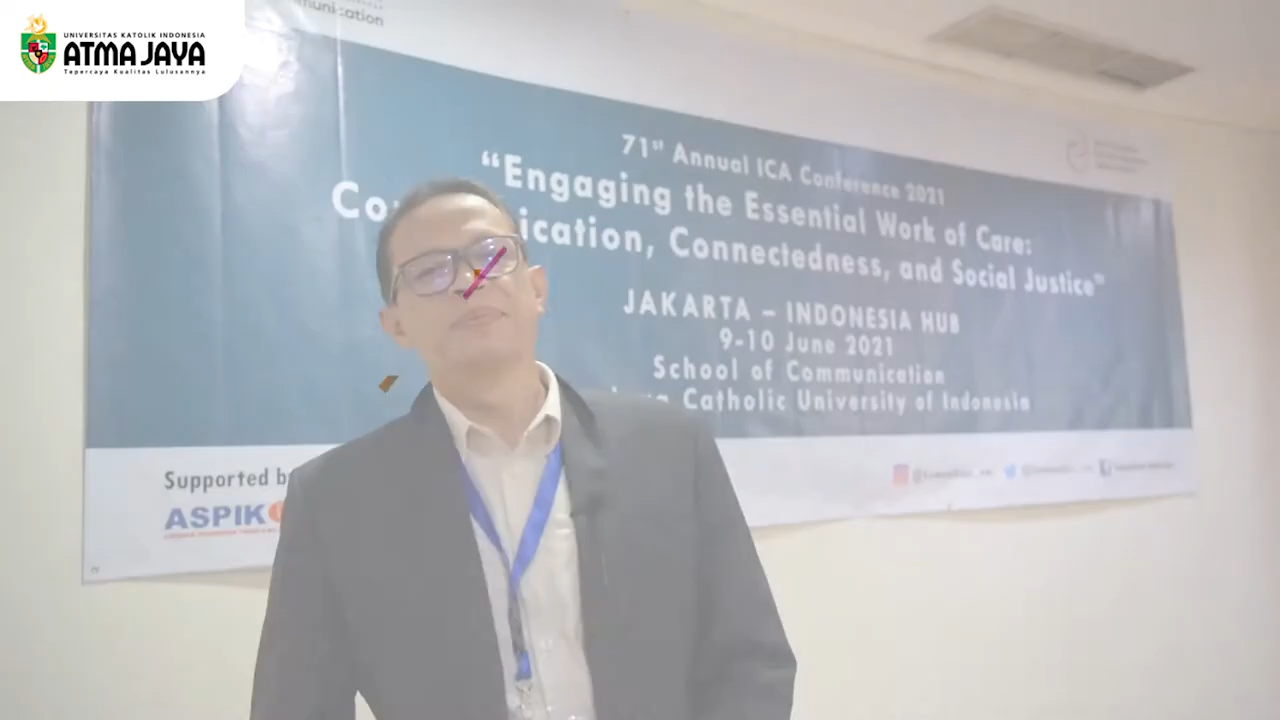 UNIVERSITAS KATOLIK INDONESIA
ATMA JAYA
Tepercaya Kualitas Lulusannya
71st Annual ICA Conference 2021
"Engaging the Essential Work of Care:
Co ication, Connectedness, and Social Justice"
JAKARTA – INDONESIA HUB
9-10 June 2021
School of Communication
Catholic University of Indonesia
Supported b
ASPIK